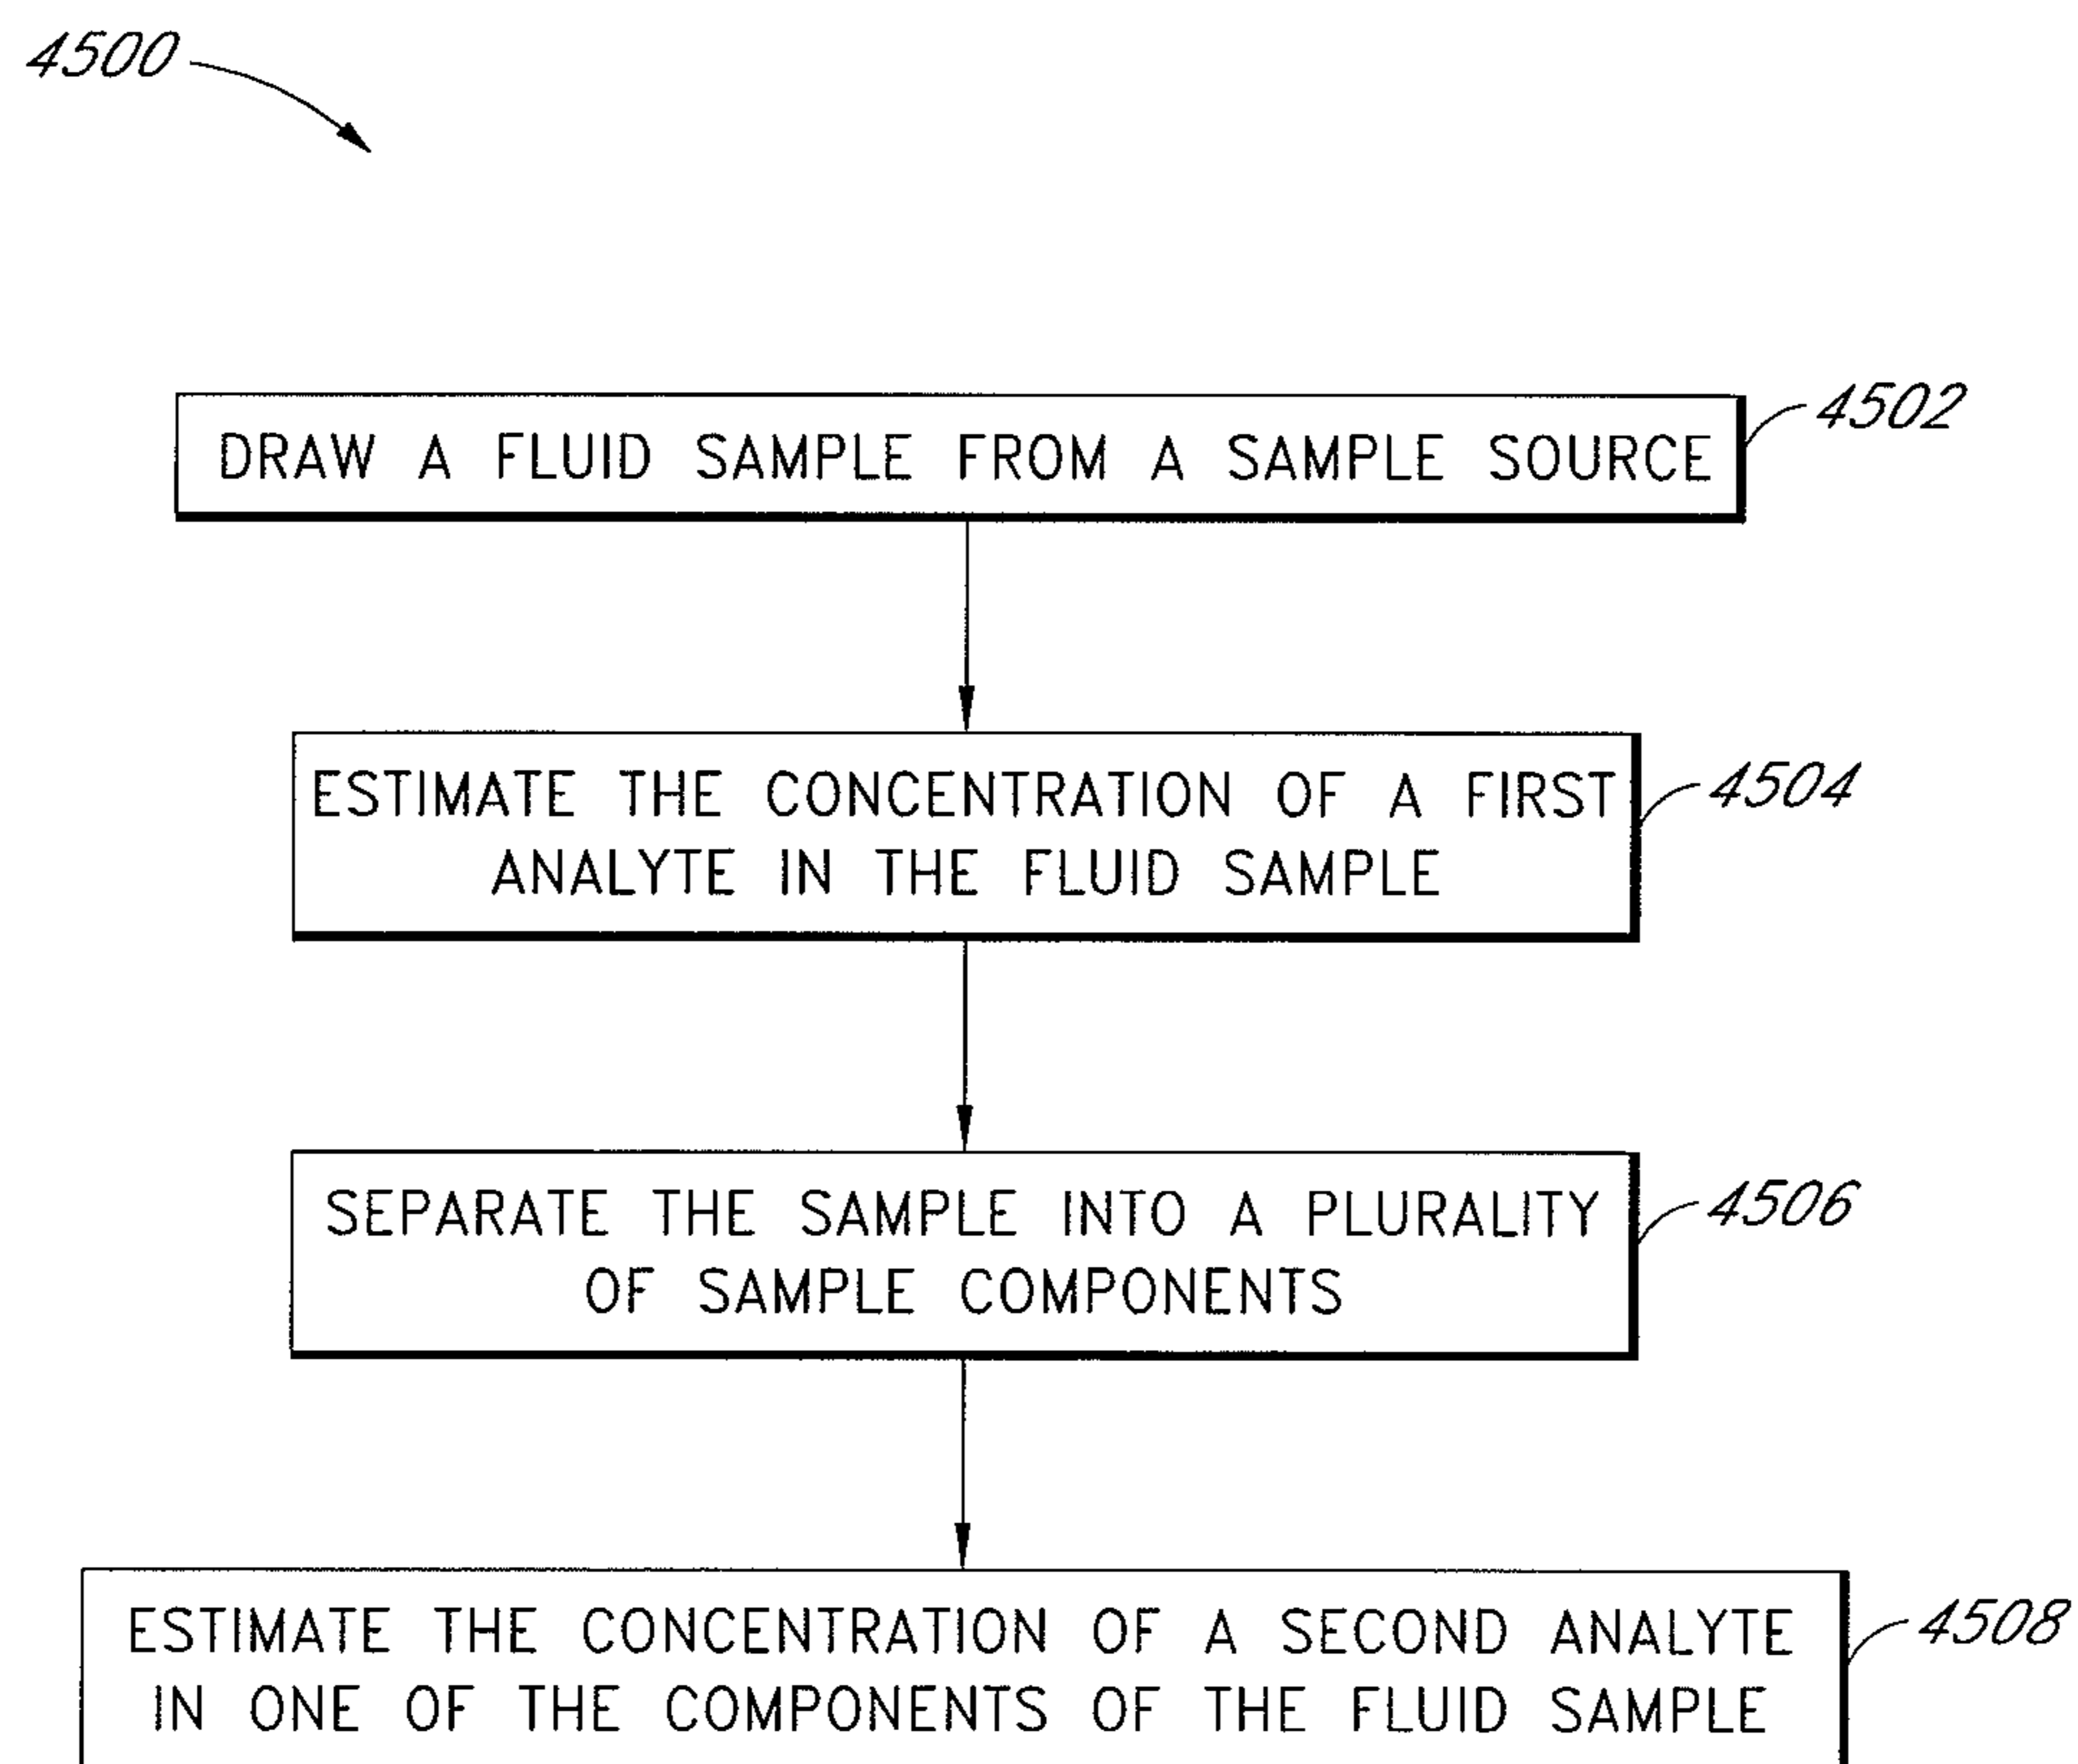 4500
DRAW A FLUID SAMPLE FROM A SAMPLE SOURCE
4502
ESTIMATE THE CONCENTRATION OF A FIRST
ANALYTE IN THE FLUID SAMPLE
4504
SEPARATE THE SAMPLE INTO A PLURALITY
OF SAMPLE COMPONENTS
4506
ESTIMATE THE CONCENTRATION OF A SECOND ANALYTE
IN ONE OF THE COMPONENTS OF THE FLUID SAMPLE
4508